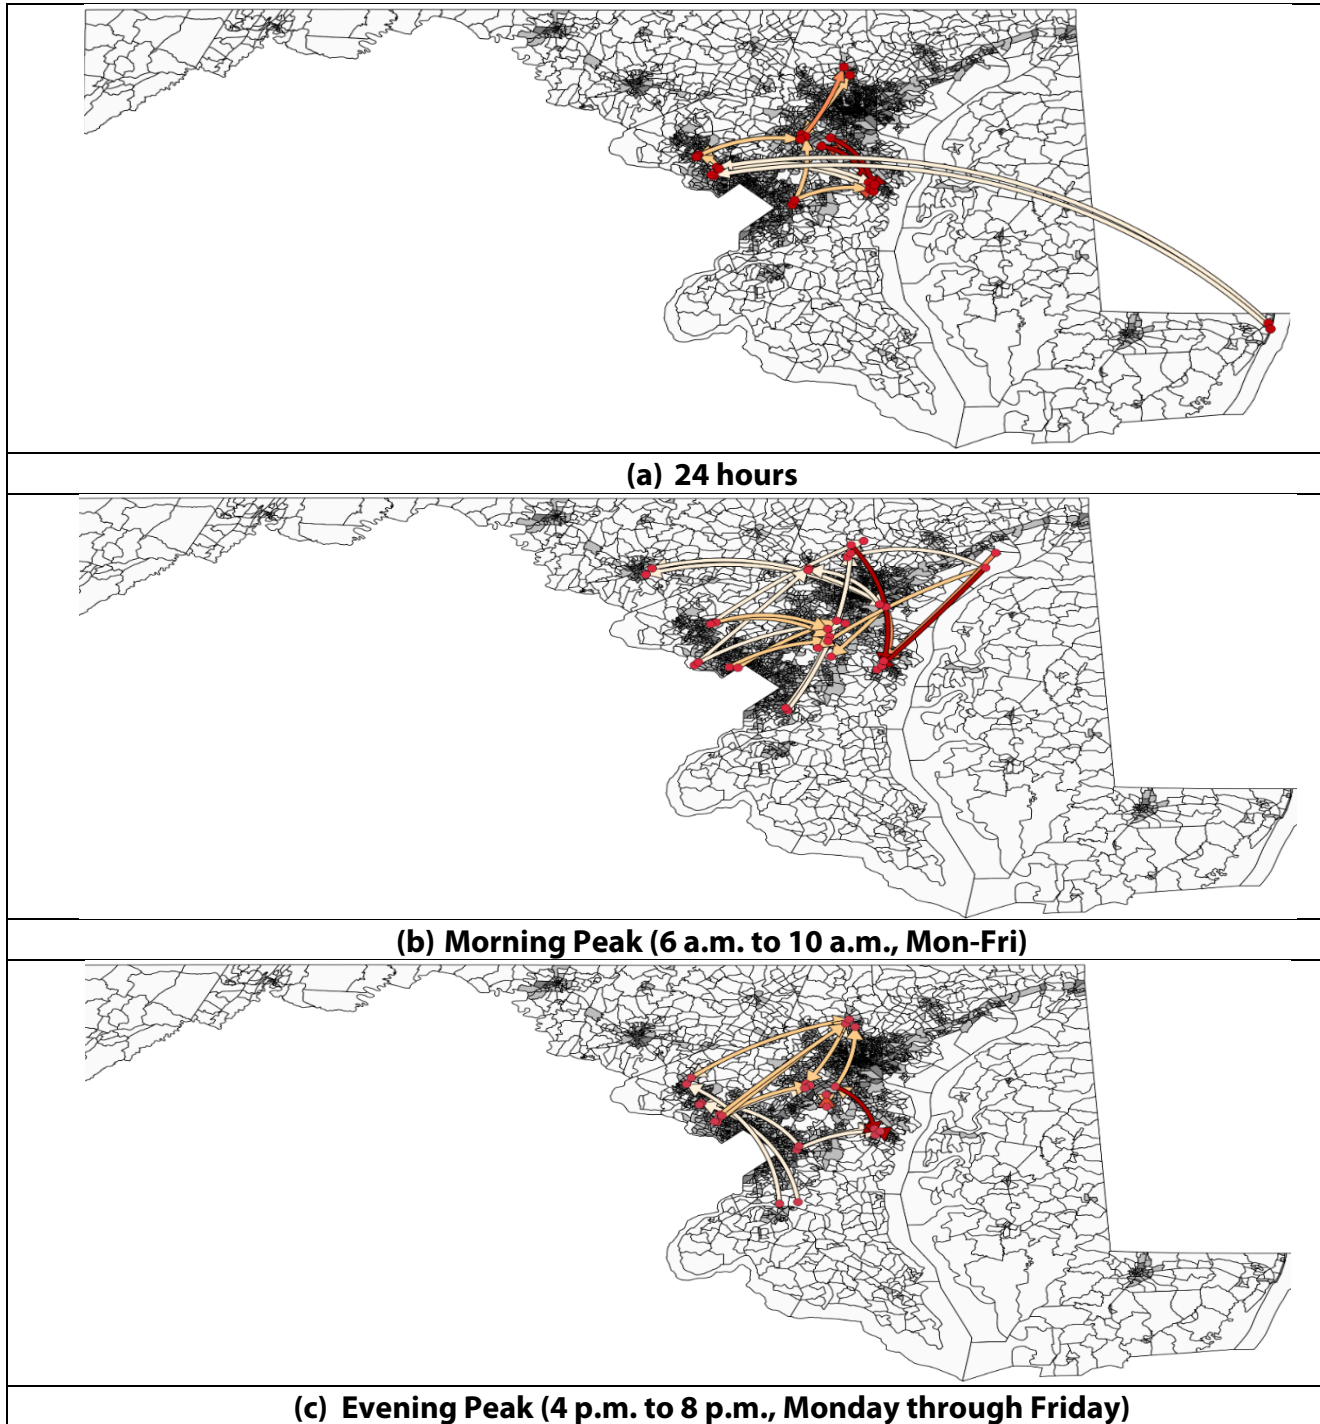 (a) 24 hours
(b) Morning Peak (6 a.m. to 10 a.m., Mon-Fri)
(c) Evening Peak (4 p.m. to 8 p.m., Monday through Friday)